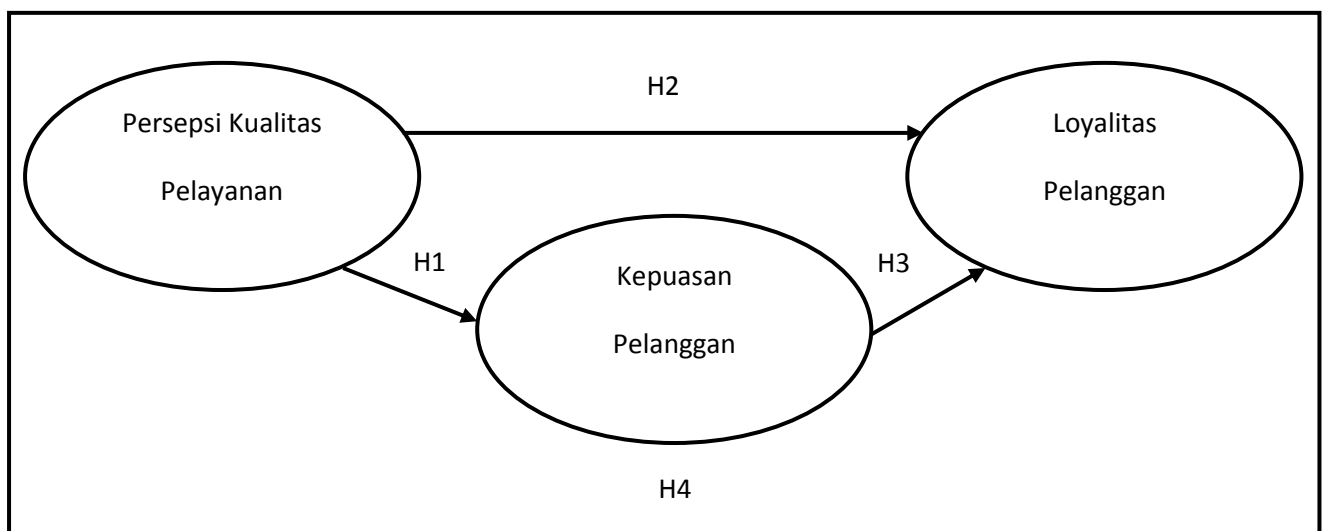 Persepsi Kualitas
Pelayanan
H2
Loyalitas
Pelanggan
H1
Kepuasan
Pelanggan
H3
H4